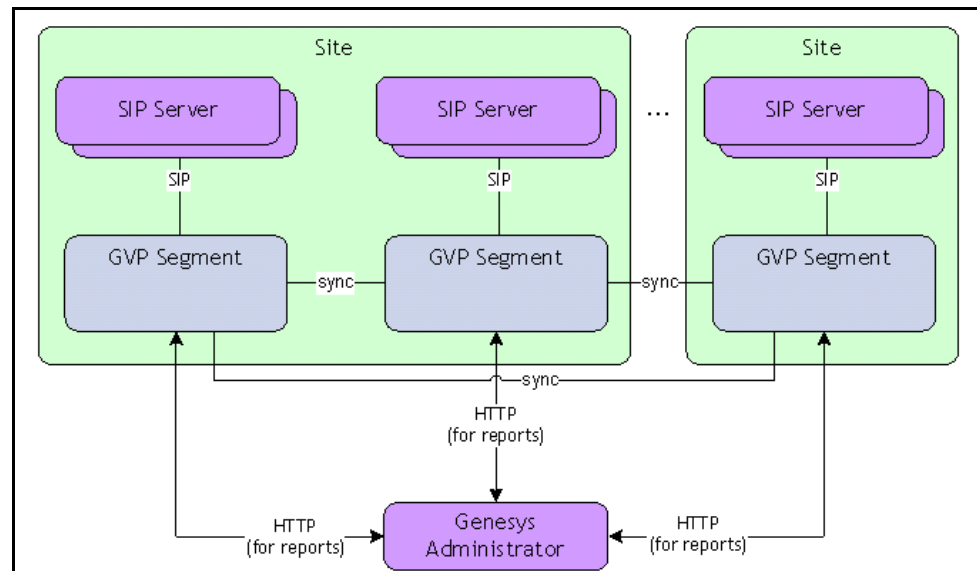 Site
Site
SIP Server
SIP Server
...
SIP Server
SIP
SIP
SIP
GVP Segment
GVP Segment
GVP Segment
sync
sync
sync
HTTP
(for reports)
HTTP
(for reports)
Genesys
Administrator
HTTP
(for reports)